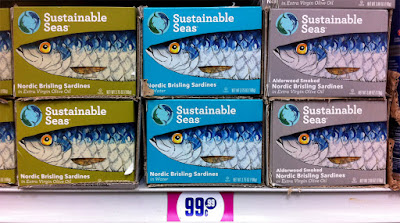 Sustainable
Seas
Nordic Brisling Sardines
in Extra Virgin Olive Oil
Sustainable
Seas
Nordic Brisling Sardines
in Water
Sustainable
Seas
Alderwood Smoked
Nordic Brisling Sardines
in Extra Virgin Olive Oil
Sustainable
Seas
Nordic Brisling Sardines
in Extra Virgin Olive Oil
Sustainable
Seas
Nordic Brisling Sardines
in Water
Sustainable
Seas
Alderwood Smoked
Nordic Brisling Sardines
in Extra Virgin Olive Oil
99